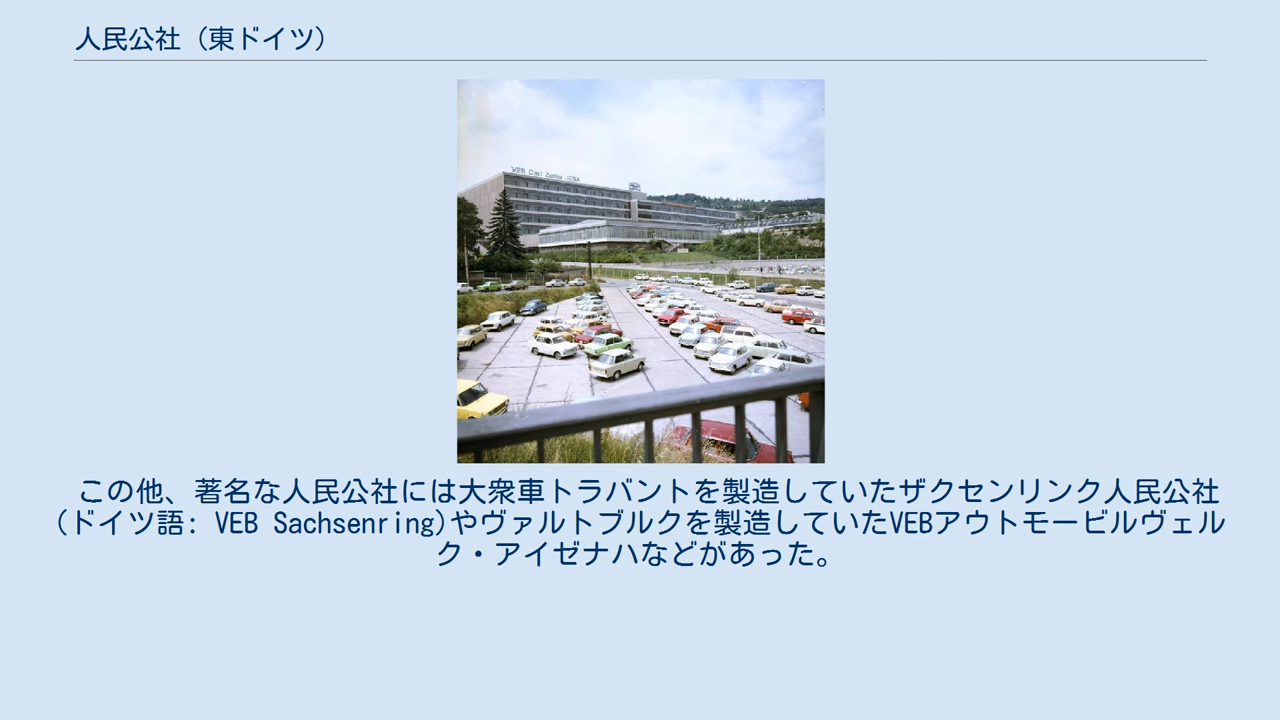 人民公社（東ドイツ）
VEB Carl Zeiss JENA
この他、著名な人民公社には大衆車トラバントを製造していたザクセンリンク人民公社
(ドイツ語: VEB Sachsenring)やヴァルトブルクを製造していたVEBアウトモービルヴェル
ク・アイゼナハなどがあった。